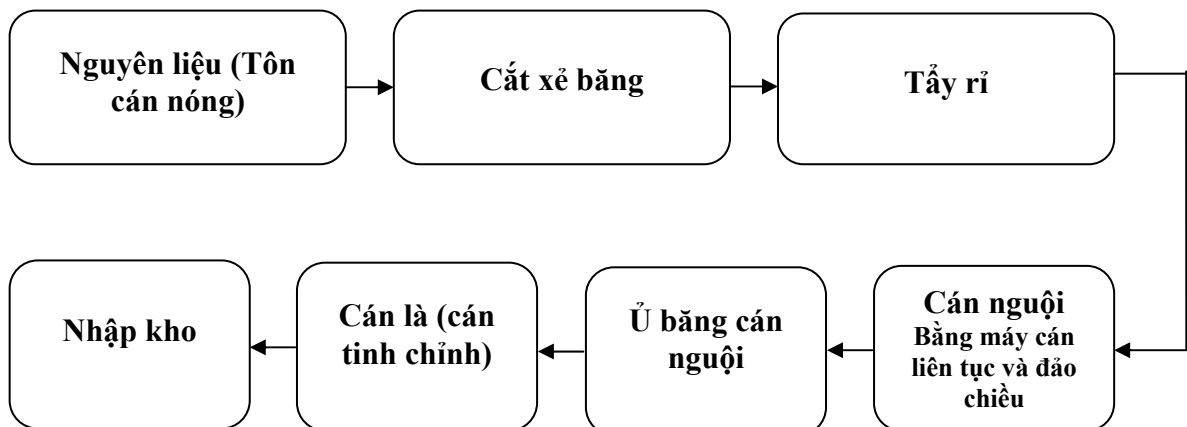 Nguyên liệu (Tôn
cán nóng)
Cắt xẻ băng
Tẩy rỉ
Cán nguội
Bằng máy cán
liên tục và đảo
chiều
Ủ băng cán
nguội
Cán là (cán
tinh chỉnh)
Nhập kho